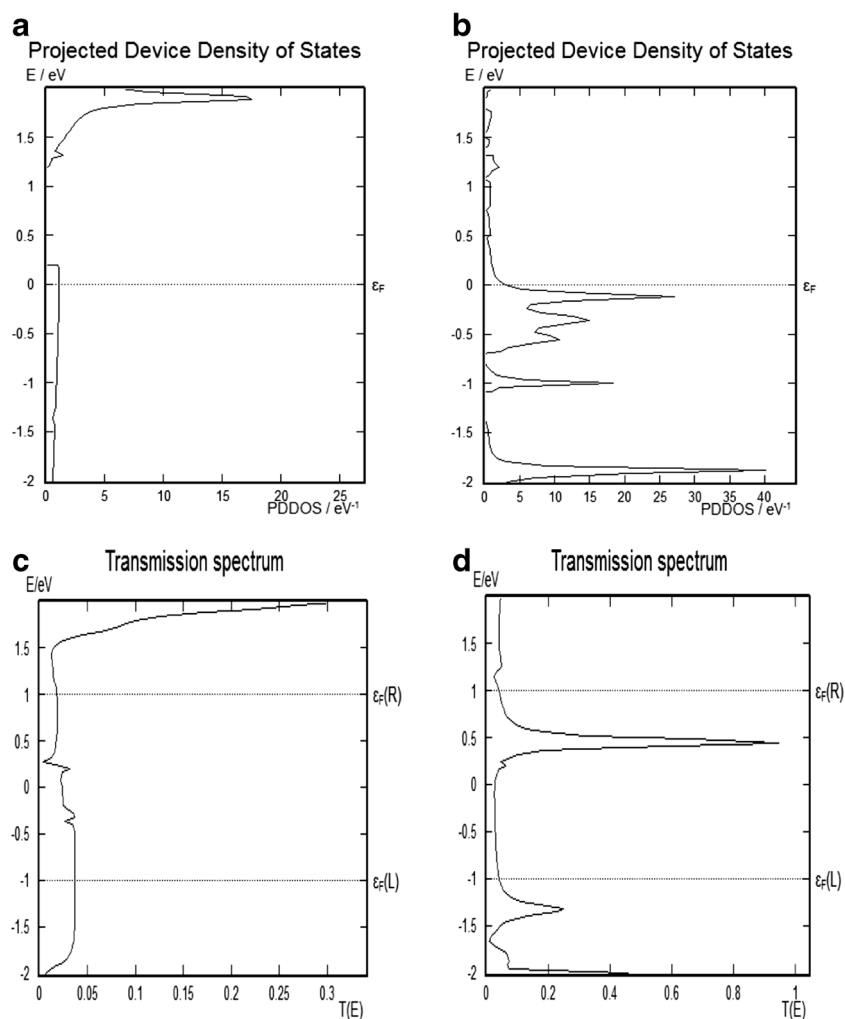 a
Projected Device Density of States
E / eV
1.5
1
0.5
0
-0.5
-1
-1.5
-2
εF
0 5 10 15 20 25
PDDOS / eV-1
b
Projected Device Density of States
E / eV
1.5
1
0.5
0
-0.5
-1
-1.5
-2
εF
0 5 10 15 20 25 30 35 40
PDDOS / eV-1
c
Transmission spectrum
E/eV
1.5
1
0.5
0
-0.5
-1
-1.5
-2
εF(R)
εF(L)
0 0.05 0.1 0.15 0.2 0.25 0.3
T(E)
d
Transmission spectrum
E/eV
1.5
1
0.5
0
-0.5
-1
-1.5
-2
εF(R)
εF(L)
0 0.2 0.4 0.6 0.8 1
T(E)